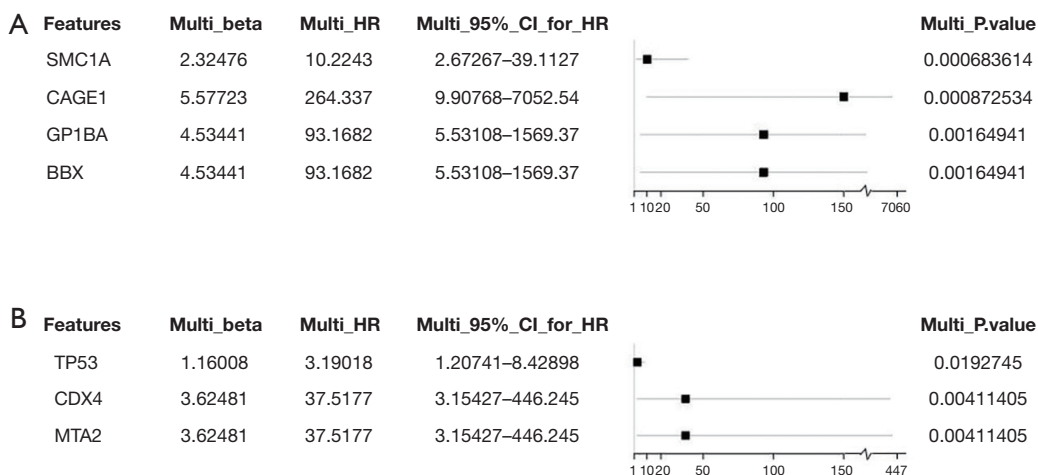 A Features Multi_beta Multi_HR Multi_95%_CI_for_HR Multi_P.value
SMC1A 2.32476 10.2243 2.67267–39.1127 0.000683614
CAGE1 5.57723 264.337 9.90768–7052.54 0.000872534
GP1BA 4.53441 93.1682 5.53108–1569.37 0.00164941
BBX 4.53441 93.1682 5.53108–1569.37 0.00164941
1 10 20 50 100 150 7060
B Features Multi_beta Multi_HR Multi_95%_CI_for_HR Multi_P.value
TP53 1.16008 3.19018 1.20741–8.42898 0.0192745
CDX4 3.62481 37.5177 3.15427–446.245 0.00411405
MTA2 3.62481 37.5177 3.15427–446.245 0.00411405
1 10 20 50 100 150 447